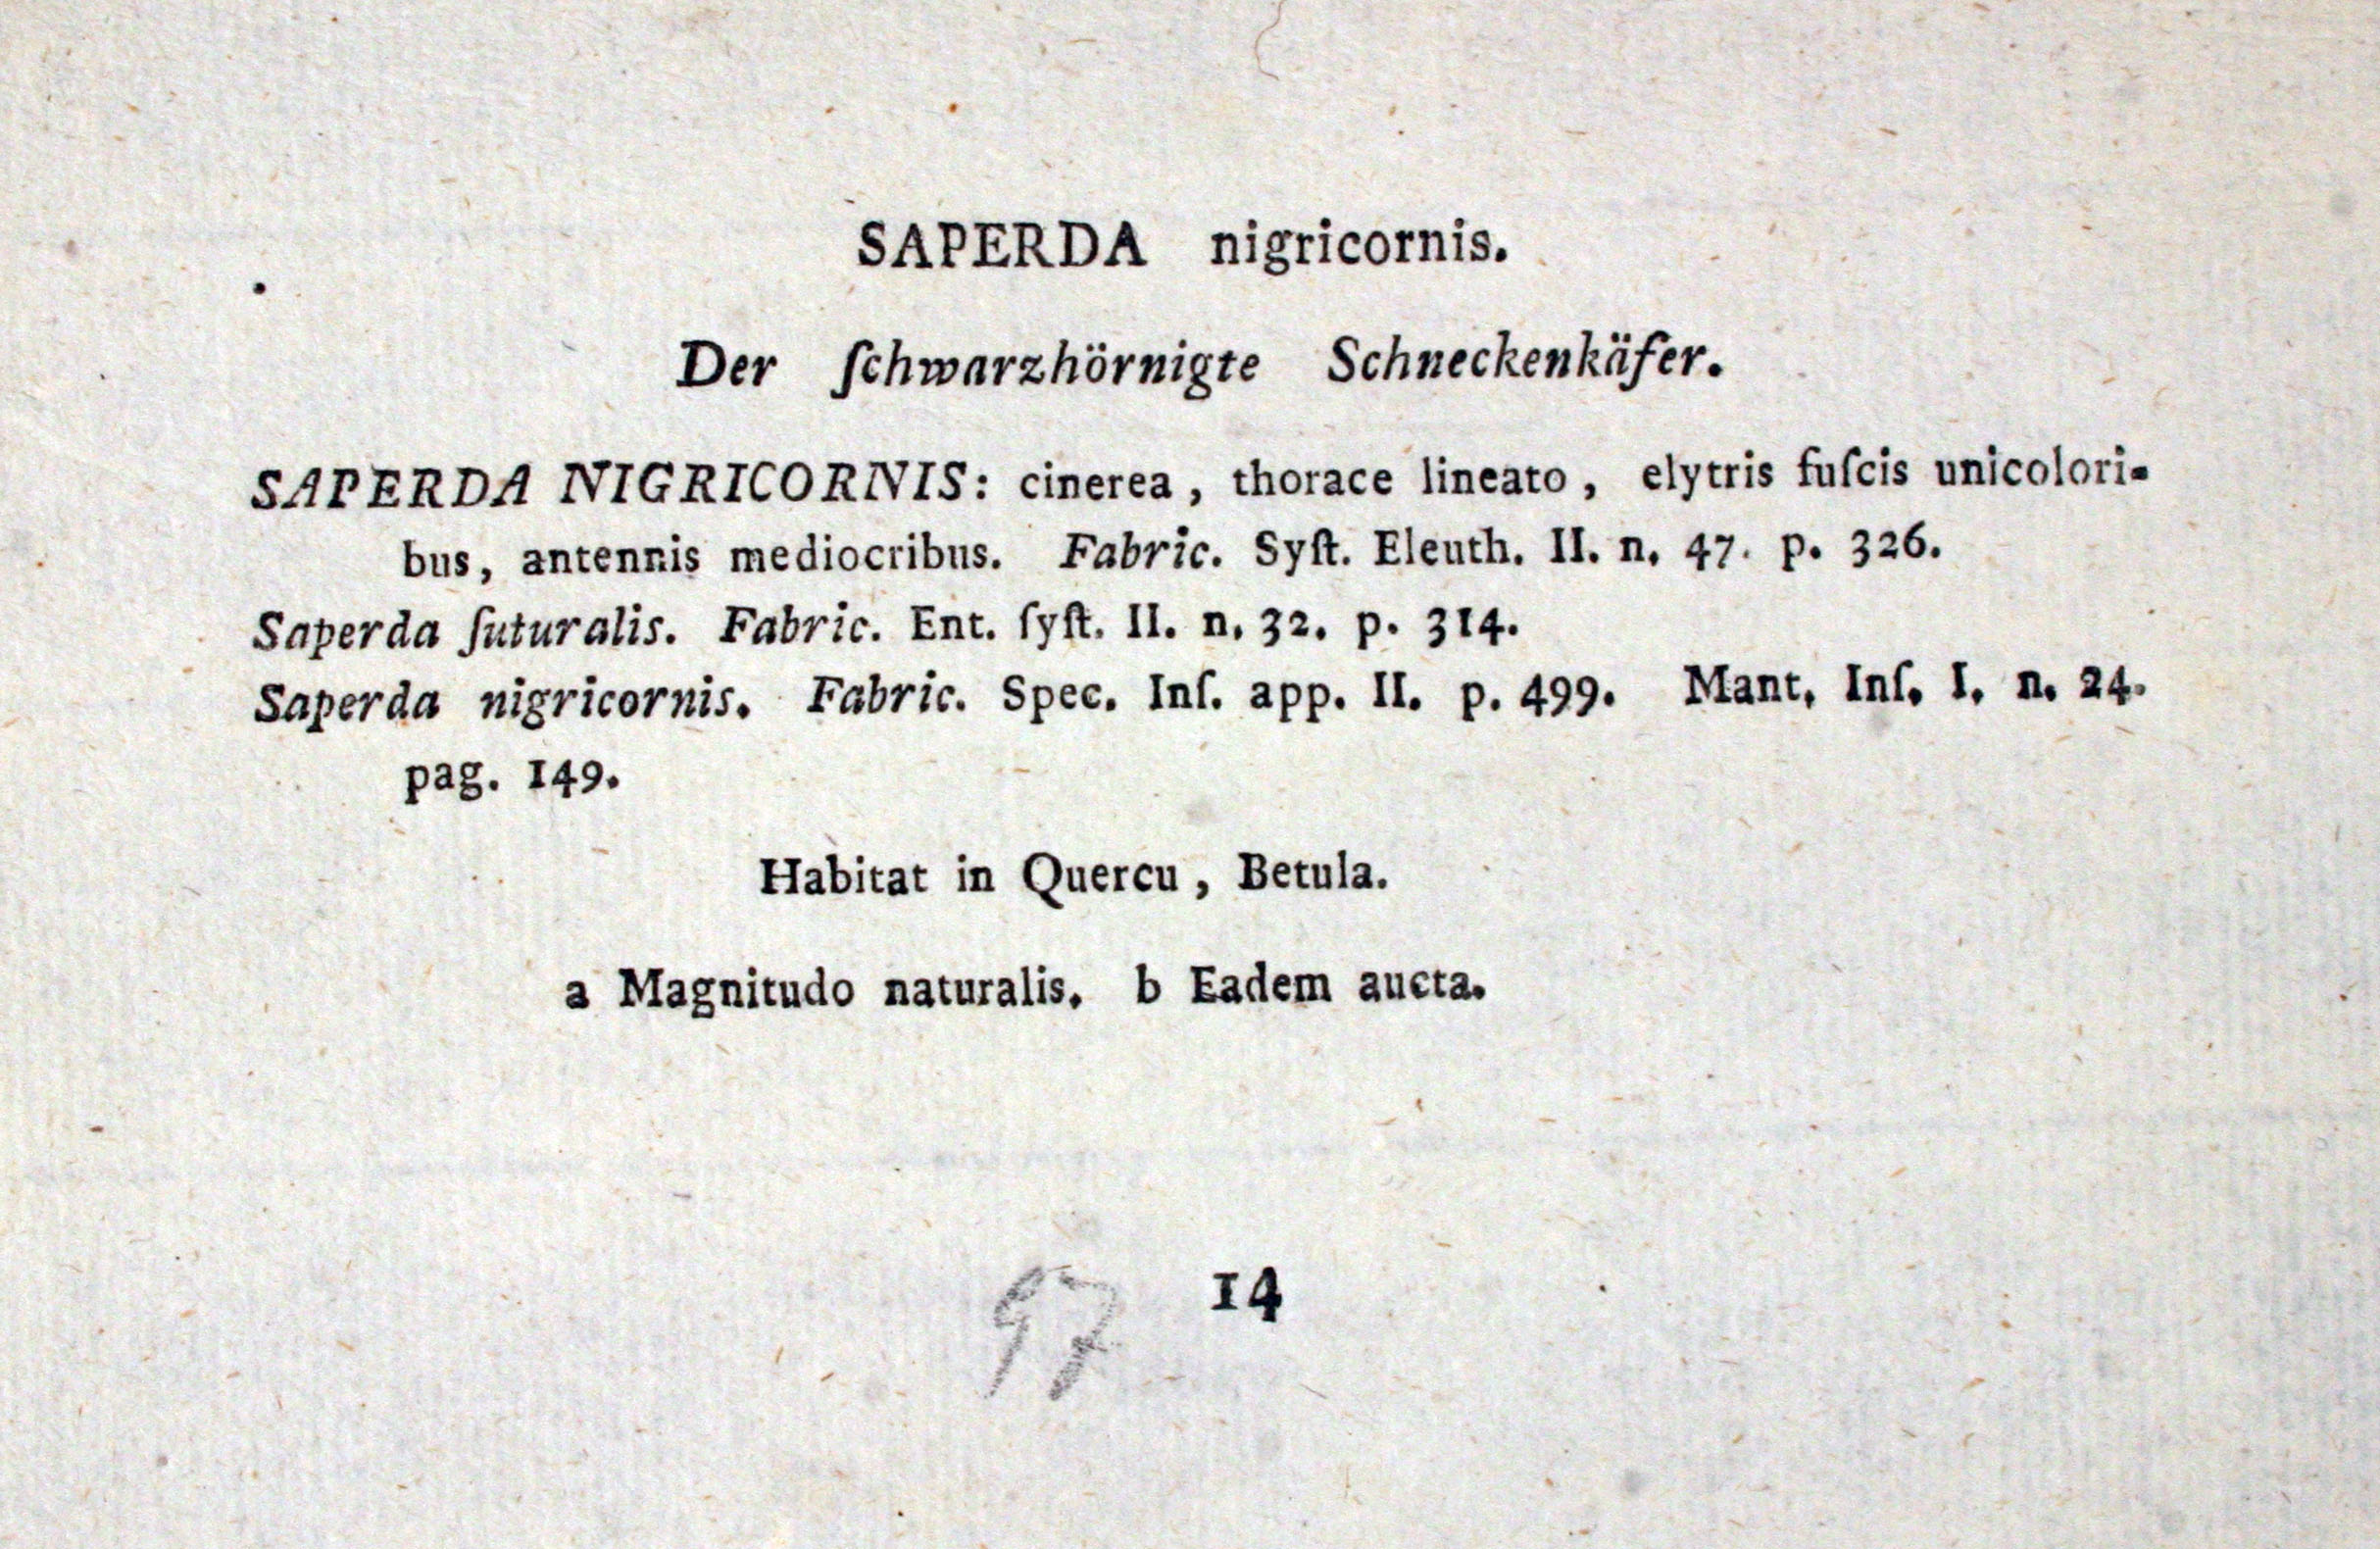 SAPERDA nigricornis.
Der ſchwarzhörnigte Schneckenkäfer.
SAPERDA NIGRICORNIS: cinerea, thorace lineato, elytris fuſcis unicolori-
bus, antennis mediocribus. Fabric. Syſt. Eleuth. II. n. 47. p. 326.
Saperda ſuturalis. Fabric. Ent. ſyſt. II. n. 32. p. 314.
Saperda nigricornis. Fabric. Spec. Inſ. app. II. p. 499. Mant. Inſ. I. n. 24.
pag. 149.
Habitat in Quercu, Betula.
a Magnitudo naturalis. b Eadem aucta.
14
97